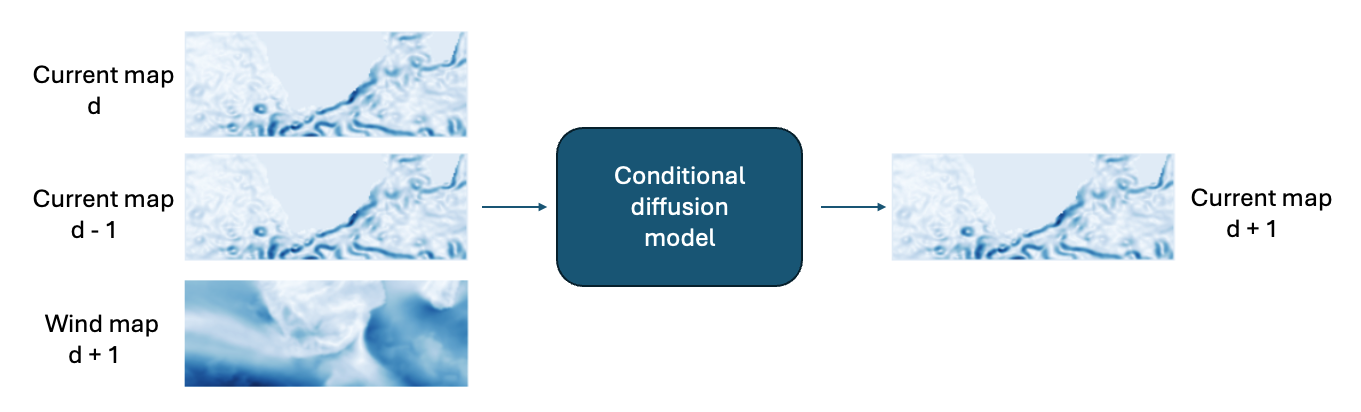 Current map
d
Current map
d - 1
Wind map
d + 1
Conditional
diffusion
model
Current map
d + 1